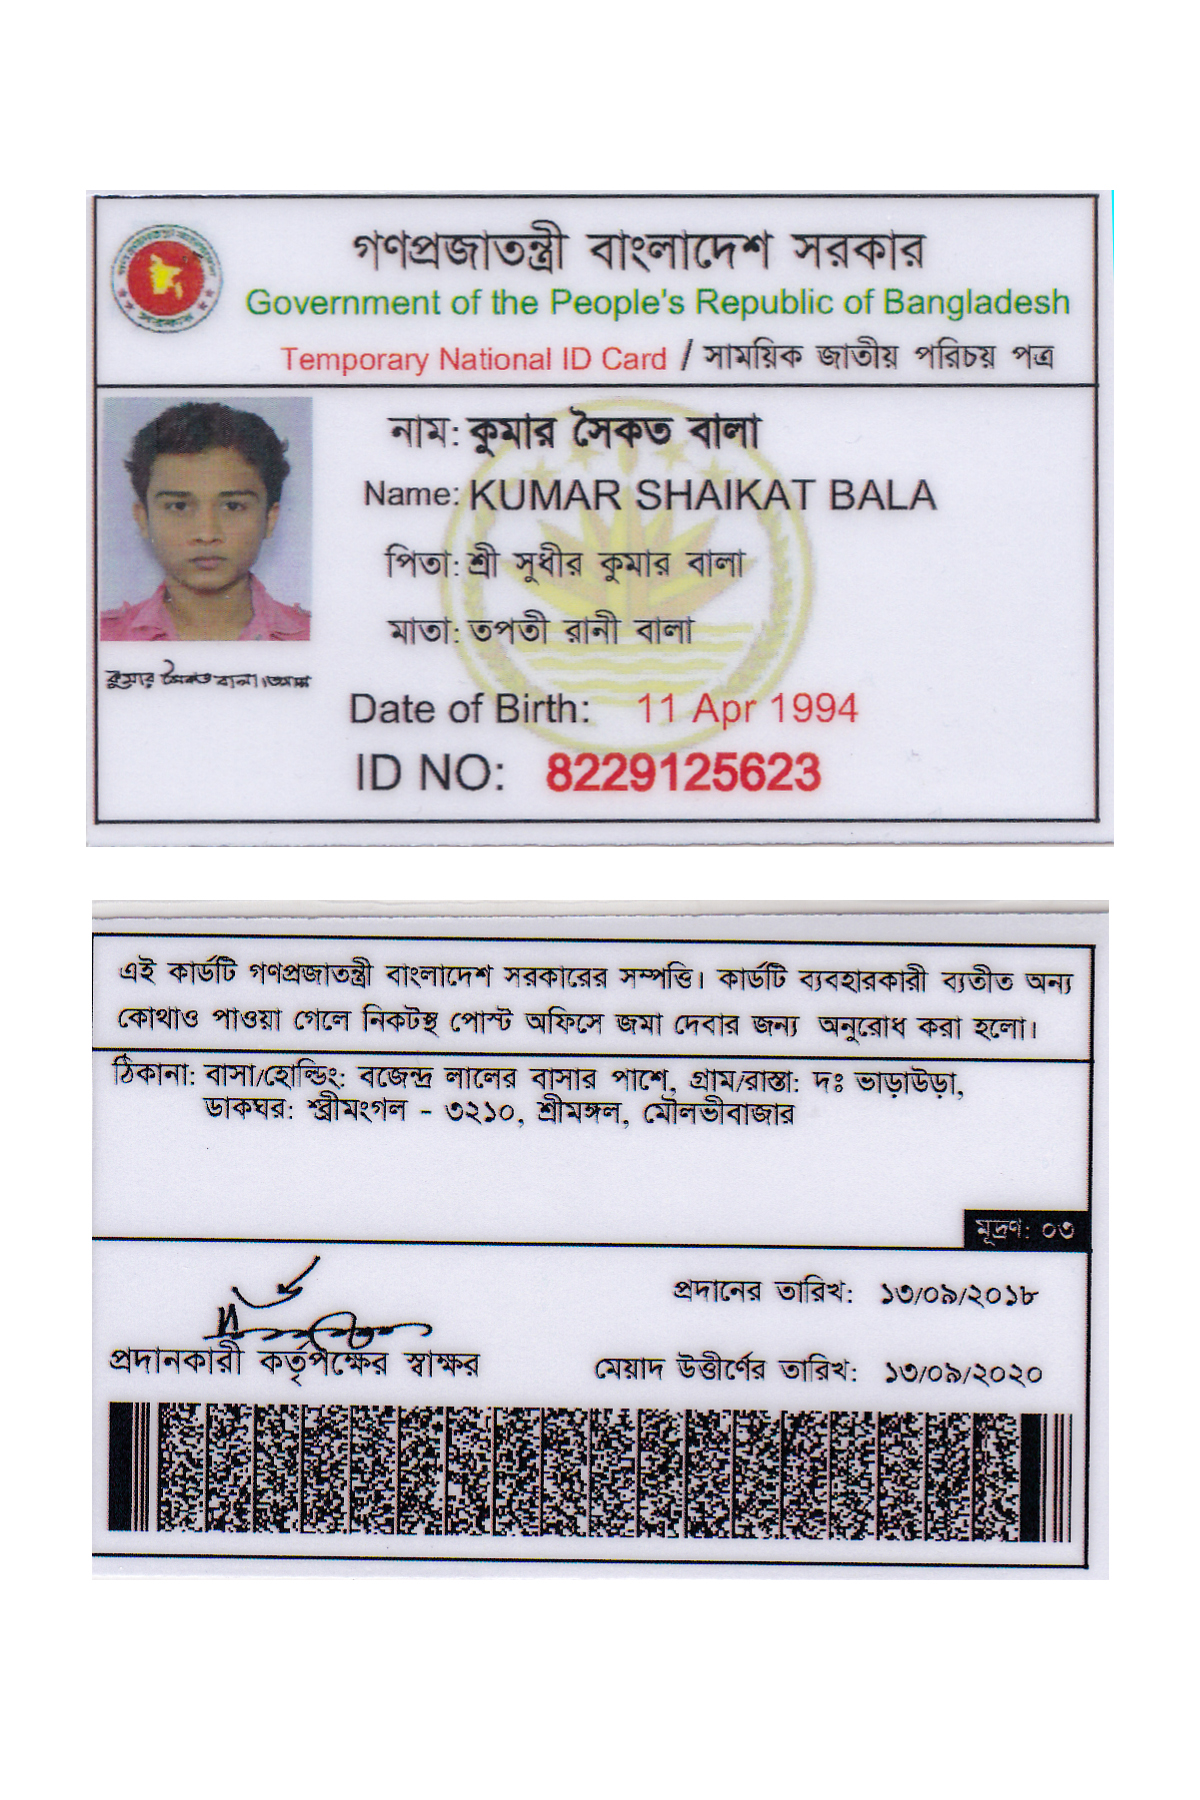 গণপ্রজাতন্ত্রী বাংলাদেশ সরকার
Government of the People's Republic of Bangladesh
Temporary National ID Card / সাময়িক জাতীয় পরিচয় পত্র
নাম: কুমার সৈকত বালা
Name: KUMAR SHAIKAT BALA
পিতা: শ্রী সুধীর কুমার বালা
মাতা: তপতী রানী বালা
কুমার সৈকত বালা
Date of Birth: 11 Apr 1994
ID NO: 8229125623
এই কার্ডটি গণপ্রজাতন্ত্রী বাংলাদেশ সরকারের সম্পত্তি। কার্ডটি ব্যবহারকারী ব্যতীত অন্য
কোথাও পাওয়া গেলে নিকটস্থ পোস্ট অফিসে জমা দেবার জন্য অনুরোধ করা হলো।
ঠিকানা: বাসা/হোল্ডিং: বজেন্দ্র লালের বাসার পাশে, গ্রাম/রাস্তা: দঃ ভাড়াউড়া,
ডাকঘর: শ্রীমংগল - ৩২১০, শ্রীমঙ্গল, মৌলভীবাজার
মূদ্রণ: ০৩
প্রদানের তারিখ: ১৩/০৯/২০১৮
প্রদানকারী কর্তৃপক্ষের স্বাক্ষর
মেয়াদ উত্তীর্ণের তারিখ: ১৩/০৯/২০২০